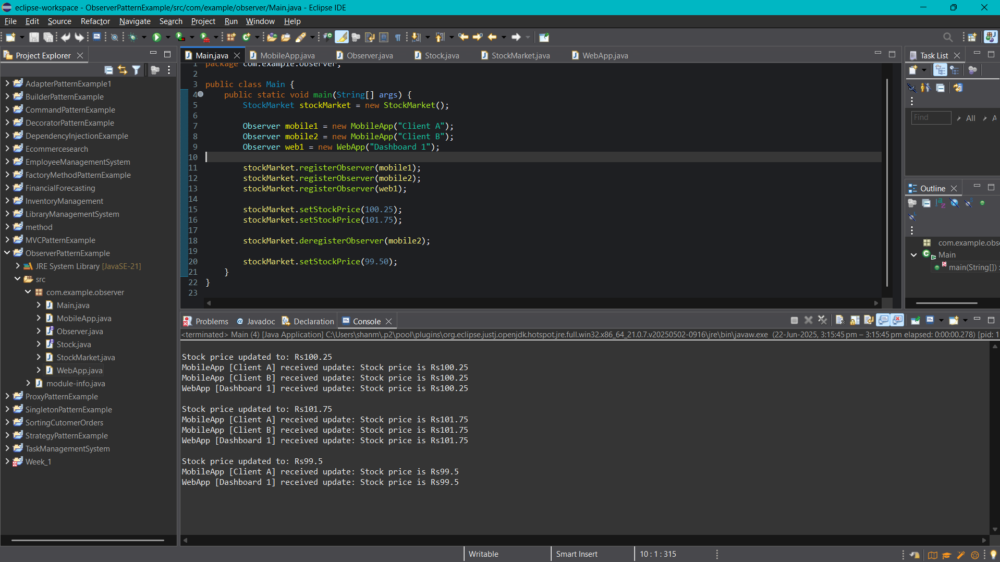 eclipse-workspace - ObserverPatternExample/src/com/example/observer/Main.java - Eclipse IDE
File Edit Source Refactor Navigate Search Project Run Window Help
Project Explorer
AdapterPatternExample1
BuilderPatternExample
CommandPatternExample
DecoratorPatternExample
DependencyInjectionExample
Ecommercesearch
EmployeeManagementSystem
FactoryMethodPatternExample
FinancialForecasting
InventoryManagement
LibraryManagementSystem
method
MVCPatternExample
ObserverPatternExample
JRE System Library [JavaSE-21]
src
com.example.observer
Main.java
MobileApp.java
Observer.java
Stock.java
StockMarket.java
WebApp.java
module-info.java
ProxyPatternExample
SingletonPatternExample
SortingCutomerOrders
StrategyPatternExample
TaskManagementSystem
Week_1
Main.java MobileApp.java Observer.java Stock.java StockMarket.java WebApp.java
1 package com.example.observer;
2
3 public class Main {
4 public static void main(String[] args) {
5 StockMarket stockMarket = new StockMarket();
6
7 Observer mobile1 = new MobileApp("Client A");
8 Observer mobile2 = new MobileApp("Client B");
9 Observer web1 = new WebApp("Dashboard 1");
10
11 stockMarket.registerObserver(mobile1);
12 stockMarket.registerObserver(mobile2);
13 stockMarket.registerObserver(web1);
14
15 stockMarket.setStockPrice(100.25);
16 stockMarket.setStockPrice(101.75);
17
18 stockMarket.deregisterObserver(mobile2);
19
20 stockMarket.setStockPrice(99.50);
21 }
22 }
23
Task List
Find All A
Outline
com.example.obs
Main
main(String[]) :
Problems Javadoc Declaration Console
<terminated> Main (4) [Java Application] C:\Users\shanm\.p2\pool\plugins\org.eclipse.justj.openjdk.hotspot.jre.full.win32.x86_64_21.0.7.v20250502-0916\jre\bin\javaw.exe (22-Jun-2025, 3:15:45 pm – 3:15:45 pm elapsed: 0:00:00.278) [pid: 1
Stock price updated to: Rs100.25
MobileApp [Client A] received update: Stock price is Rs100.25
MobileApp [Client B] received update: Stock price is Rs100.25
WebApp [Dashboard 1] received update: Stock price is Rs100.25
Stock price updated to: Rs101.75
MobileApp [Client A] received update: Stock price is Rs101.75
MobileApp [Client B] received update: Stock price is Rs101.75
WebApp [Dashboard 1] received update: Stock price is Rs101.75
Stock price updated to: Rs99.5
MobileApp [Client A] received update: Stock price is Rs99.5
WebApp [Dashboard 1] received update: Stock price is Rs99.5
Writable Smart Insert 10 : 1 : 315